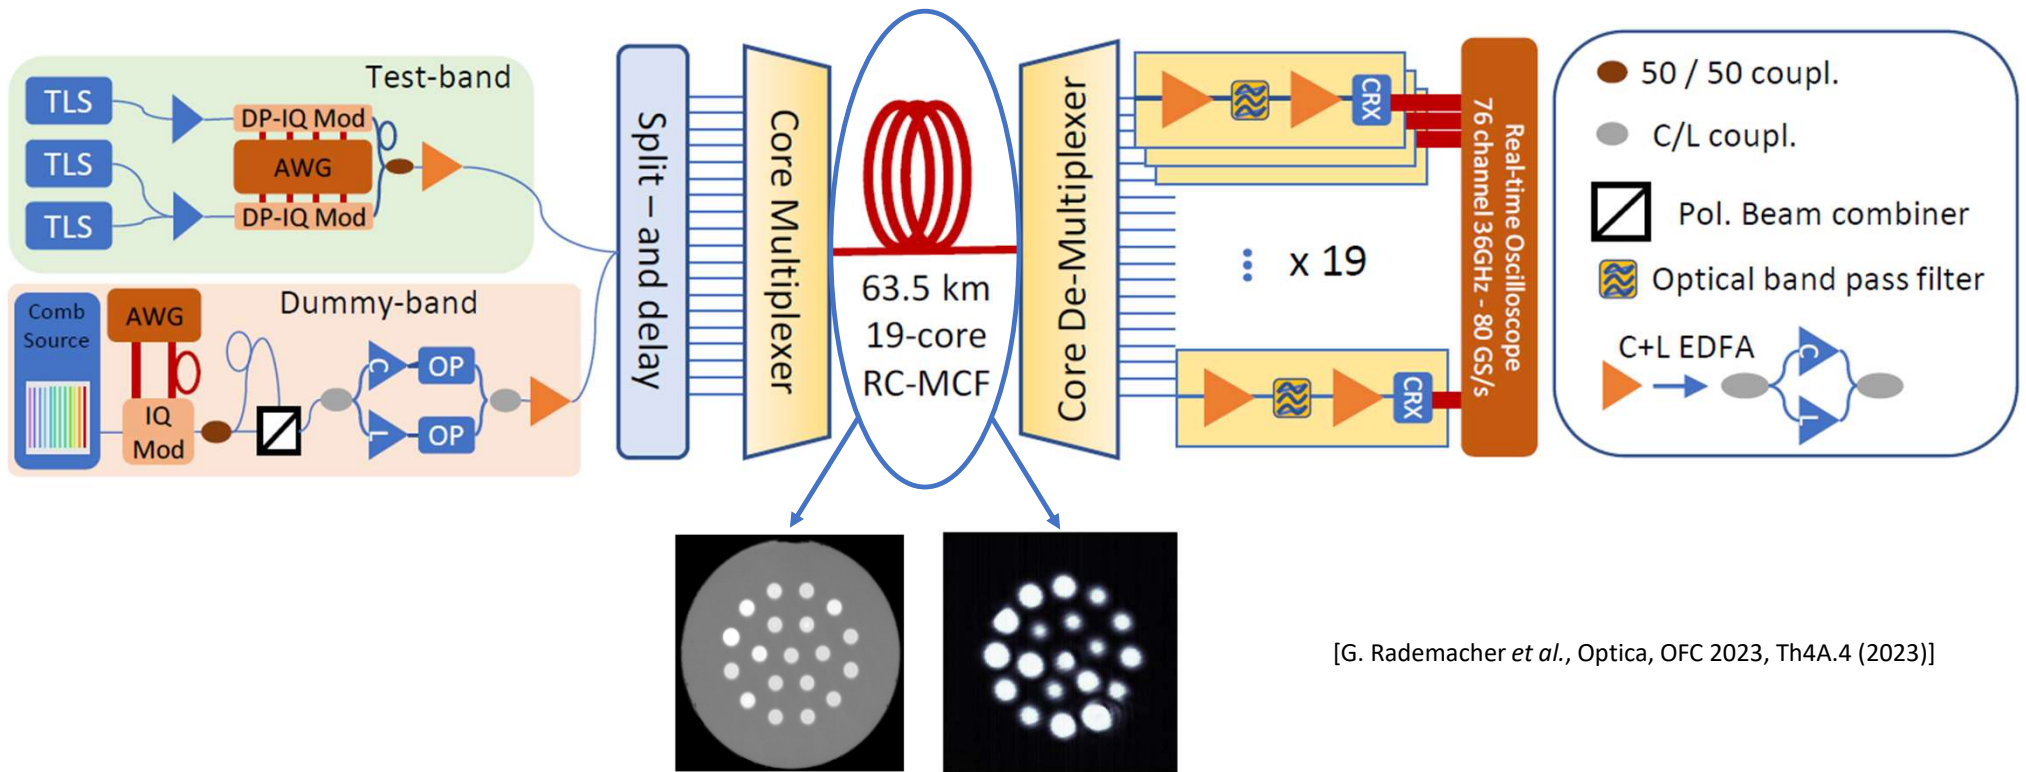 Test-band
TLS
TLS
TLS
DP-IQ Mod
AWG
DP-IQ Mod
Dummy-band
Comb
Source
AWG
IQ
Mod
C
L
OP
OP
Split – and delay
Core Multiplexer
63.5 km
19-core
RC-MCF
Core De-Multiplexer
CRX
x 19
CRX
Real-time Oscilloscope
76 channel 36GHz - 80 GS/s
50 / 50 coupl.
C/L coupl.
Pol. Beam combiner
Optical band pass filter
C+L EDFA
C
L
[G. Rademacher et al., Optica, OFC 2023, Th4A.4 (2023)]